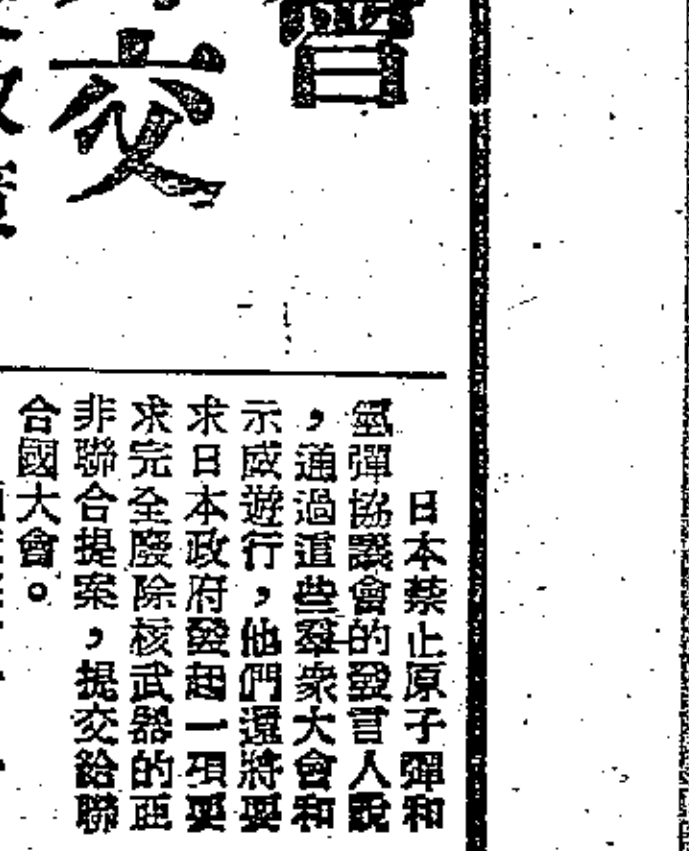 會
交
日本禁止原子彈和
氫彈協議會的發言人說
，通過這些羣衆大會和
示威遊行，他們還將要
求日本政府發起一項要
求完全廢除核武器的亞
非聯合提案，提交給聯
合國大會。